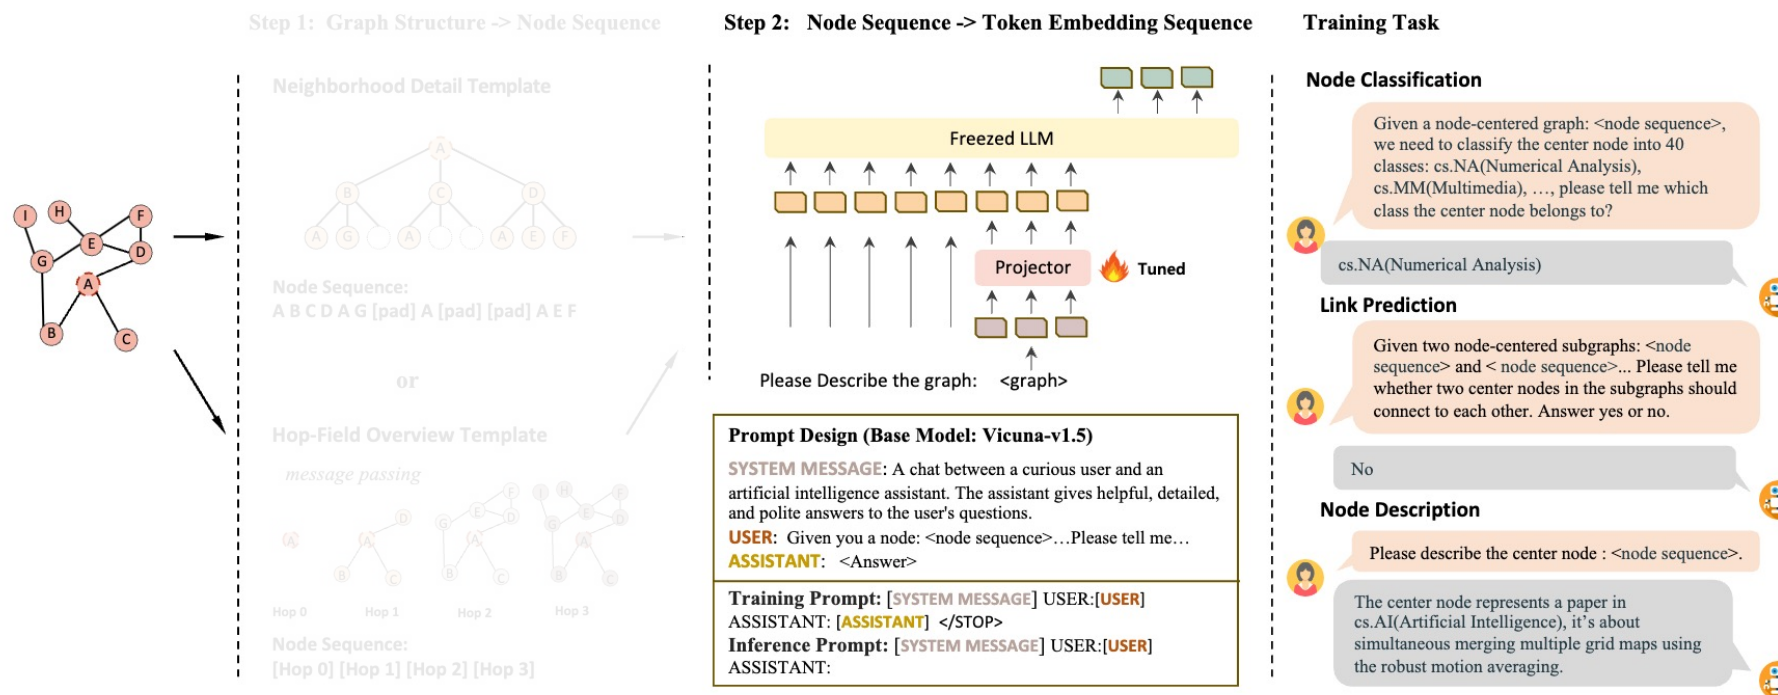 Step 1: Graph Structure -> Node Sequence
Step 2: Node Sequence -> Token Embedding Sequence
Training Task
I
H
F
E
D
G
A
B
C
Neighborhood Detail Template
A
B
C
D
A
G
A
A
E
F
Node Sequence:
A B C D A G [pad] A [pad] [pad] A E F
or
Hop-Field Overview Template
message passing
A
D
A
B
C
F
E
D
G
A
B
C
I
H
F
E
D
G
A
B
C
Hop 0
Hop 1
Hop 2
Hop 3
Node Sequence:
[Hop 0] [Hop 1] [Hop 2] [Hop 3]
Freezed LLM
Projector
Tuned
Please Describe the graph: <graph>
Prompt Design (Base Model: Vicuna-v1.5)
SYSTEM MESSAGE: A chat between a curious user and an
artificial intelligence assistant. The assistant gives helpful, detailed,
and polite answers to the user's questions.
USER: Given you a node: <node sequence>…Please tell me…
ASSISTANT: <Answer>
Training Prompt: [SYSTEM MESSAGE] USER:[USER]
ASSISTANT: [ASSISTANT] </STOP>
Inference Prompt: [SYSTEM MESSAGE] USER:[USER]
ASSISTANT:
Node Classification
Given a node-centered graph: <node sequence>,
we need to classify the center node into 40
classes: cs.NA(Numerical Analysis),
cs.MM(Multimedia), …, please tell me which
class the center node belongs to?
cs.NA(Numerical Analysis)
Link Prediction
Given two node-centered subgraphs: <node
sequence> and < node sequence>... Please tell me
whether two center nodes in the subgraphs should
connect to each other. Answer yes or no.
No
Node Description
Please describe the center node : <node sequence>.
The center node represents a paper in
cs.AI(Artificial Intelligence), it's about
simultaneous merging multiple grid maps using
the robust motion averaging.